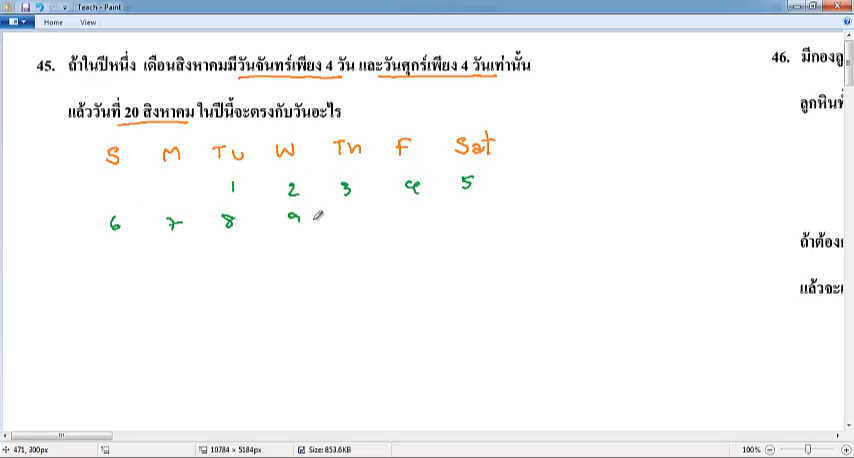 Teach - Paint
Home View
45. ถ้าในปีหนึ่ง เดือนสิงหาคมมีวันจันทร์เพียง 4 วัน และวันศุกร์เพียง 4 วันเท่านั้น
แล้ววันที่ 20 สิงหาคม ในปีนี้จะตรงกับวันอะไร
S M Tu W Th F Sat
1 2 3 4 5
6 7 8 9
46. มีกองลู
ลูกหินทั้
ถ้าต้อง
แล้วจะ
471, 300px
10784 × 5184px
Size: 853.6KB
100%